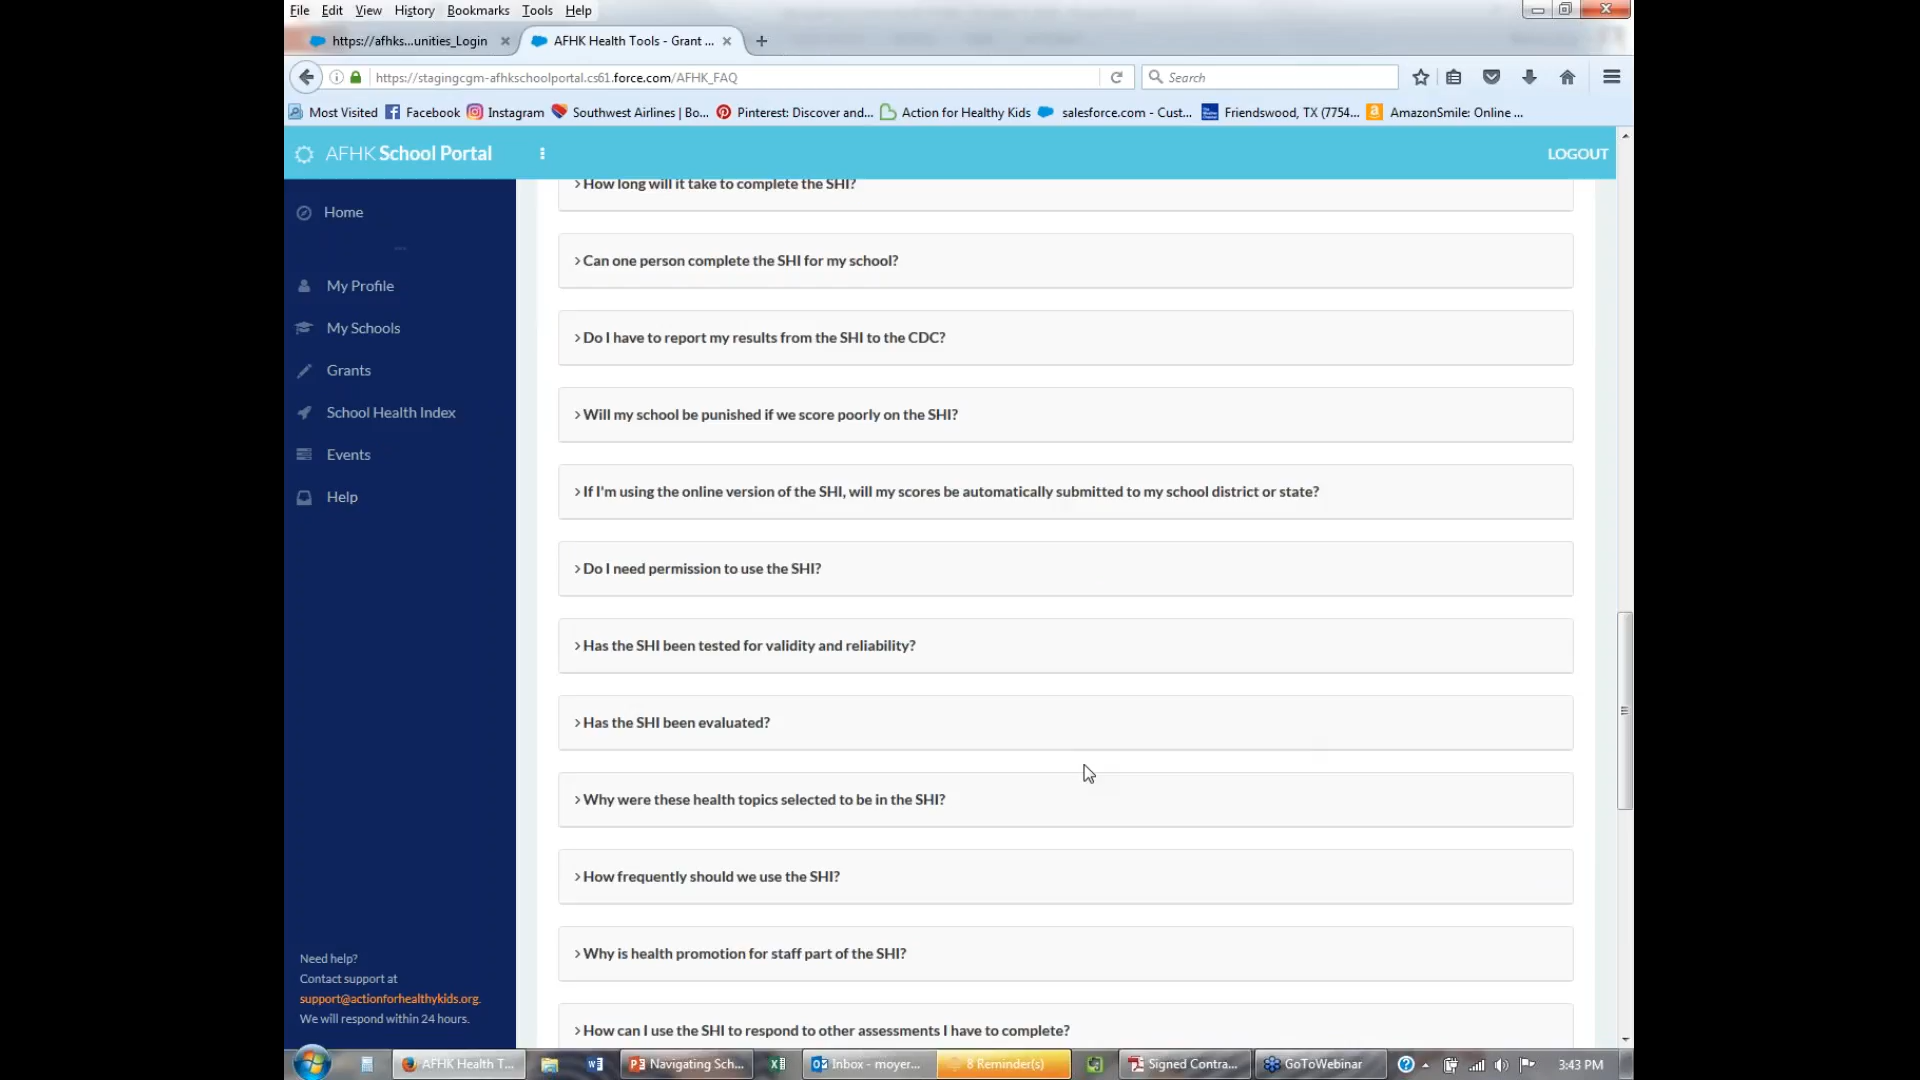 File Edit View History Bookmarks Tools Help
https://afhks...unities_Login
AFHK Health Tools - Grant ...
https://stagingcgm-afhkschoolportal.cs61.force.com/AFHK_FAQ
Search
Most Visited Facebook Instagram Southwest Airlines | Bo... Pinterest: Discover and... Action for Healthy Kids salesforce.com - Cust... Friendswood, TX (7754... AmazonSmile: Online ...
AFHK School Portal
LOGOUT
Home
My Profile
My Schools
Grants
School Health Index
Events
Help
Need help?
Contact support at
support@actionforhealthykids.org.
We will respond within 24 hours.
How long will it take to complete the SHI?
Can one person complete the SHI for my school?
Do I have to report my results from the SHI to the CDC?
Will my school be punished if we score poorly on the SHI?
If I'm using the online version of the SHI, will my scores be automatically submitted to my school district or state?
Do I need permission to use the SHI?
Has the SHI been tested for validity and reliability?
Has the SHI been evaluated?
Why were these health topics selected to be in the SHI?
How frequently should we use the SHI?
Why is health promotion for staff part of the SHI?
How can I use the SHI to respond to other assessments I have to complete?
AFHK Health T... Navigating Sch... Inbox - moyer... 8 Reminder(s) Signed Contra... GoToWebinar 3:43 PM